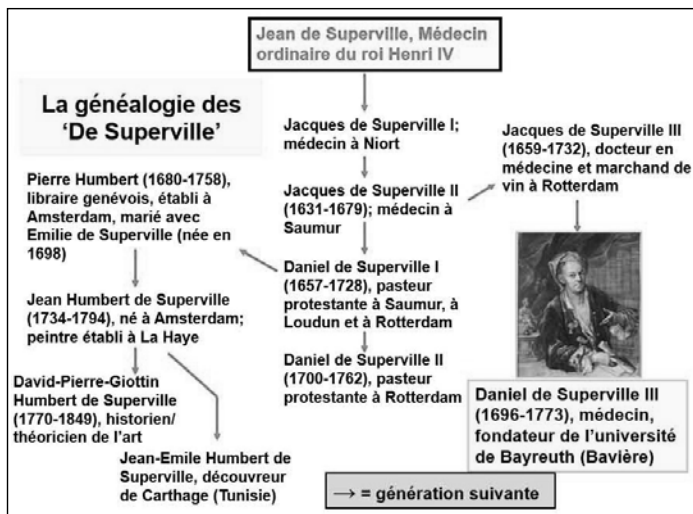 Jean de Superville, Médecin
ordinaire du roi Henri IV
La généalogie des
‘De Superville’
Jacques de Superville I;
médecin à Niort
Jacques de Superville III
(1659-1732), docteur en
médecine et marchand de
vin à Rotterdam
Pierre Humbert (1680-1758),
libraire genévois, établi à
Amsterdam, marié avec
Emilie de Superville (née en
1698)
Jacques de Superville II
(1631-1679); médecin à
Saumur
Daniel de Superville I
(1657-1728), pasteur
protestante à Saumur, à
Loudun et à Rotterdam
Jean Humbert de Superville
(1734-1794), né à Amsterdam;
peintre établi à La Haye
Daniel de Superville II
(1700-1762), pasteur
protestante à Rotterdam
David-Pierre-Giottin
Humbert de Superville
(1770-1849), historien/
théoricien de l’art
Daniel de Superville III
(1696-1773), médecin,
fondateur de l’université
de Bayreuth (Bavière)
Jean-Emile Humbert de
Superville, découvreur
de Carthage (Tunisie)
→ = génération suivante